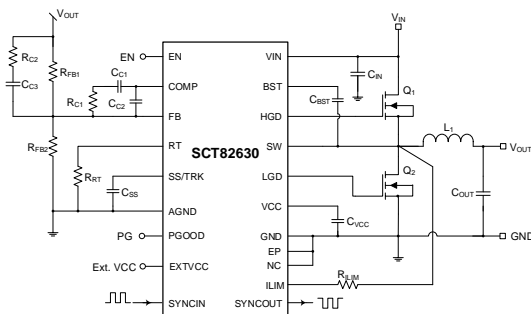 VOUT
VIN
RC2
CC3
RFB1
RC1
CC1
CC2
RFB2
RRT
CSS
EN
PG
Ext. VCC
EN
COMP
FB
RT
SS/TRK
AGND
PGOOD
EXTVCC
SYNCIN
SCT82630
VIN
BST
HGD
SW
LGD
VCC
GND
EP
NC
ILIM
SYNCOUT
CIN
CBST
Q1
L1
VOUT
Q2
COUT
CVCC
GND
RILIM